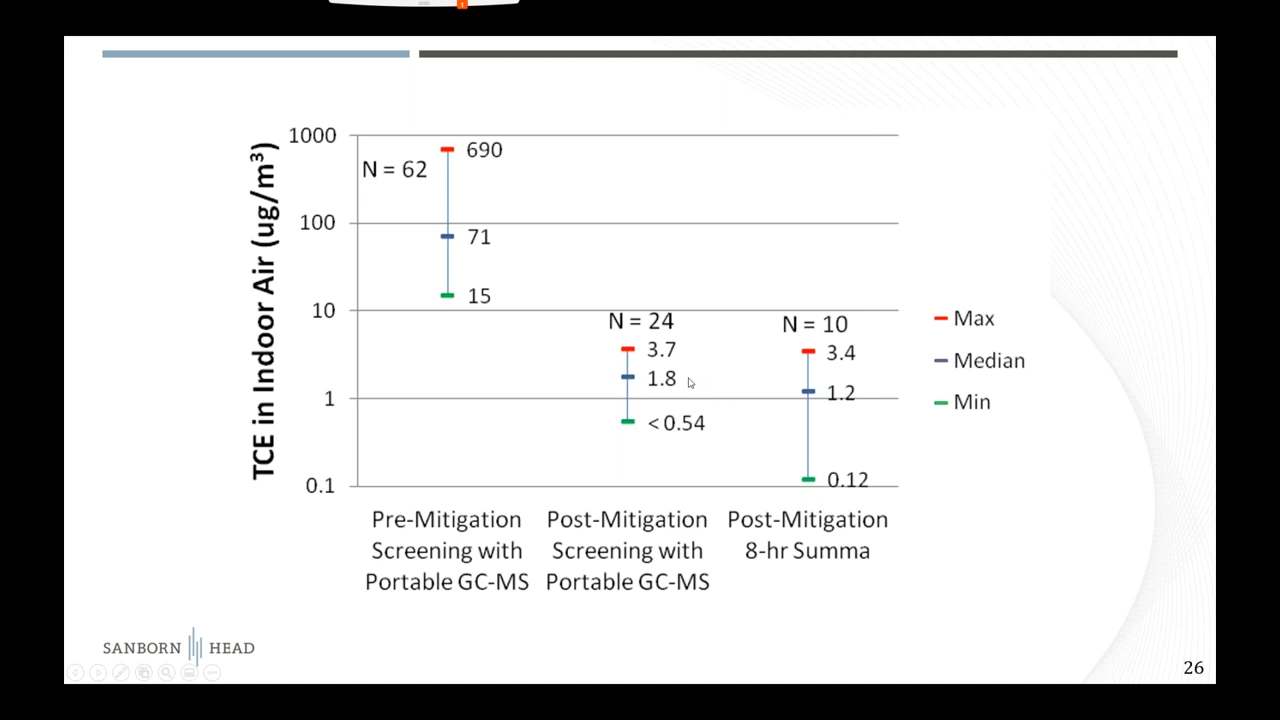 TCE in Indoor Air (ug/m³)
1000
100
10
1
0.1
N = 62
690
71
15
N = 24
3.7
1.8
< 0.54
N = 10
3.4
1.2
0.12
Max
Median
Min
Pre-Mitigation
Screening with
Portable GC-MS
Post-Mitigation
Screening with
Portable GC-MS
Post-Mitigation
8-hr Summa
SANBORN HEAD
26